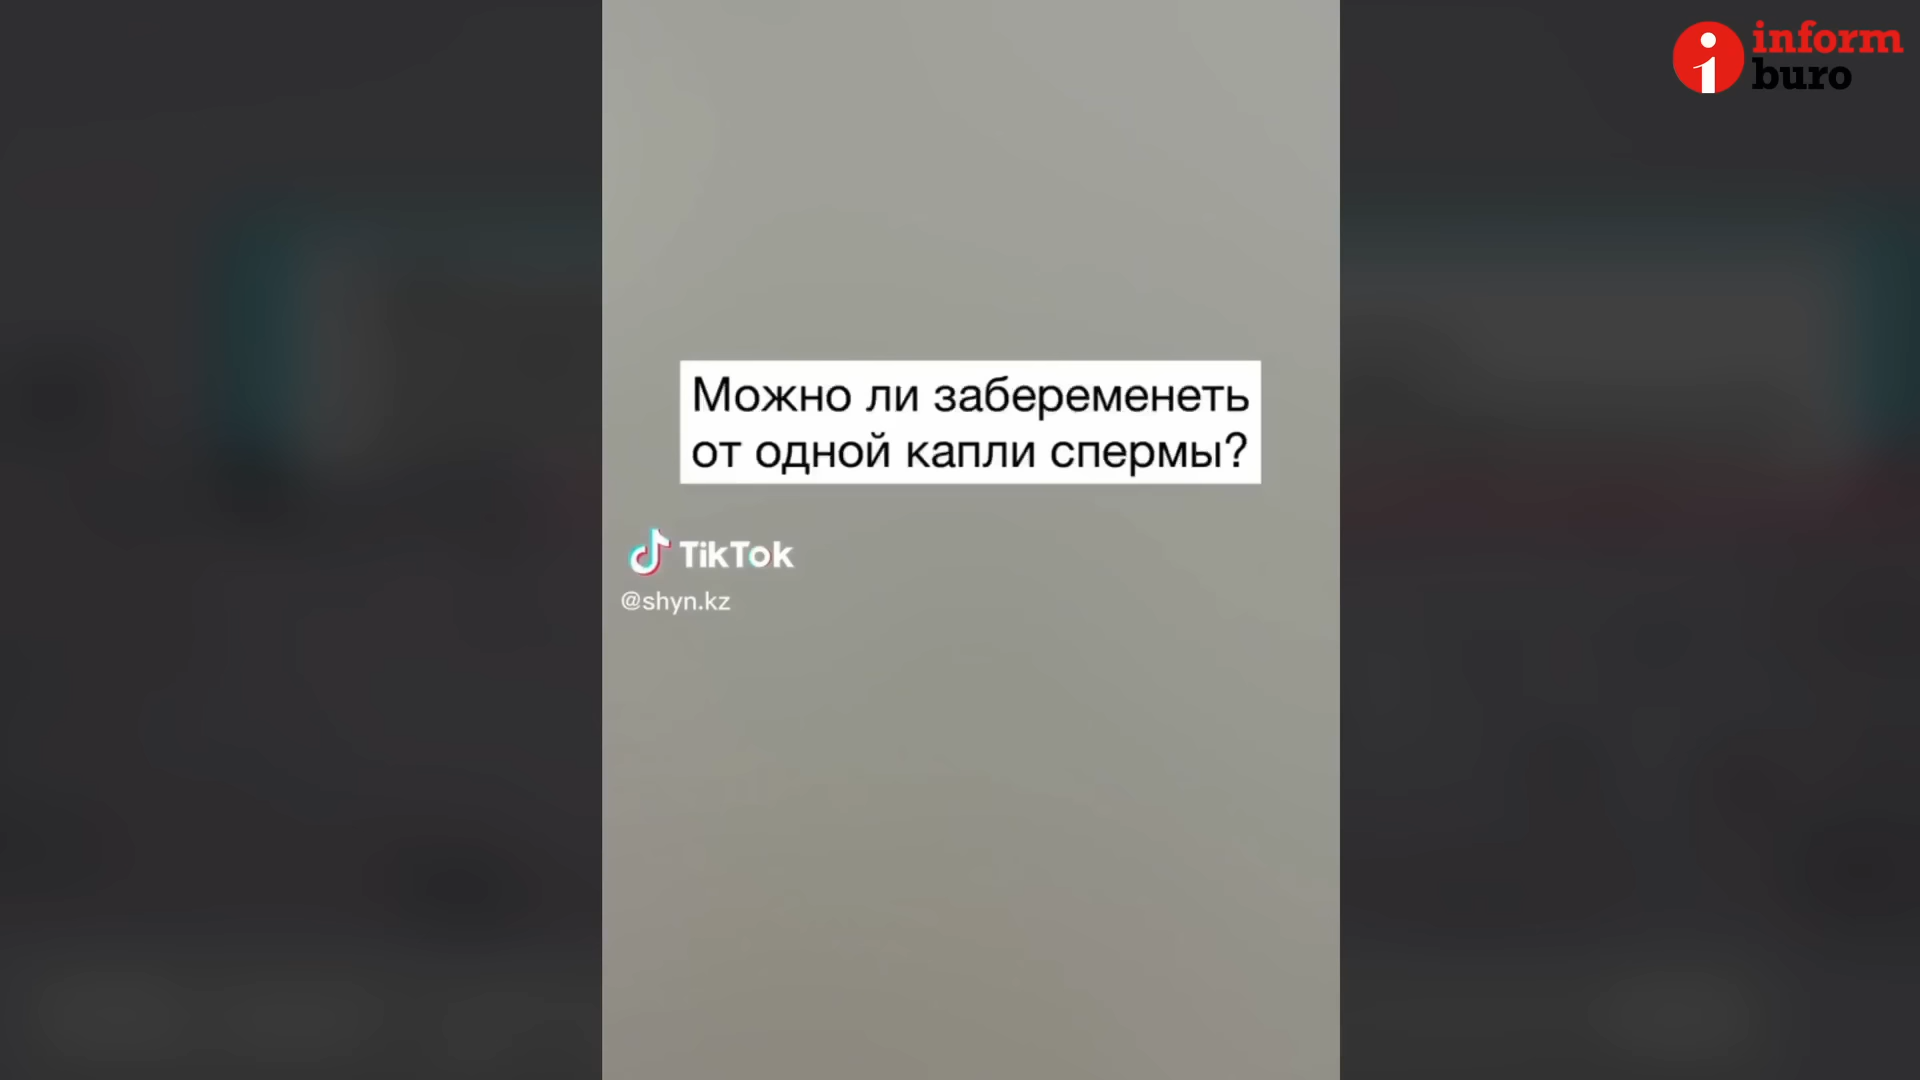 inform
buro
Можно ли забеременеть
от одной капли спермы?
TikTok
@shyn.kz